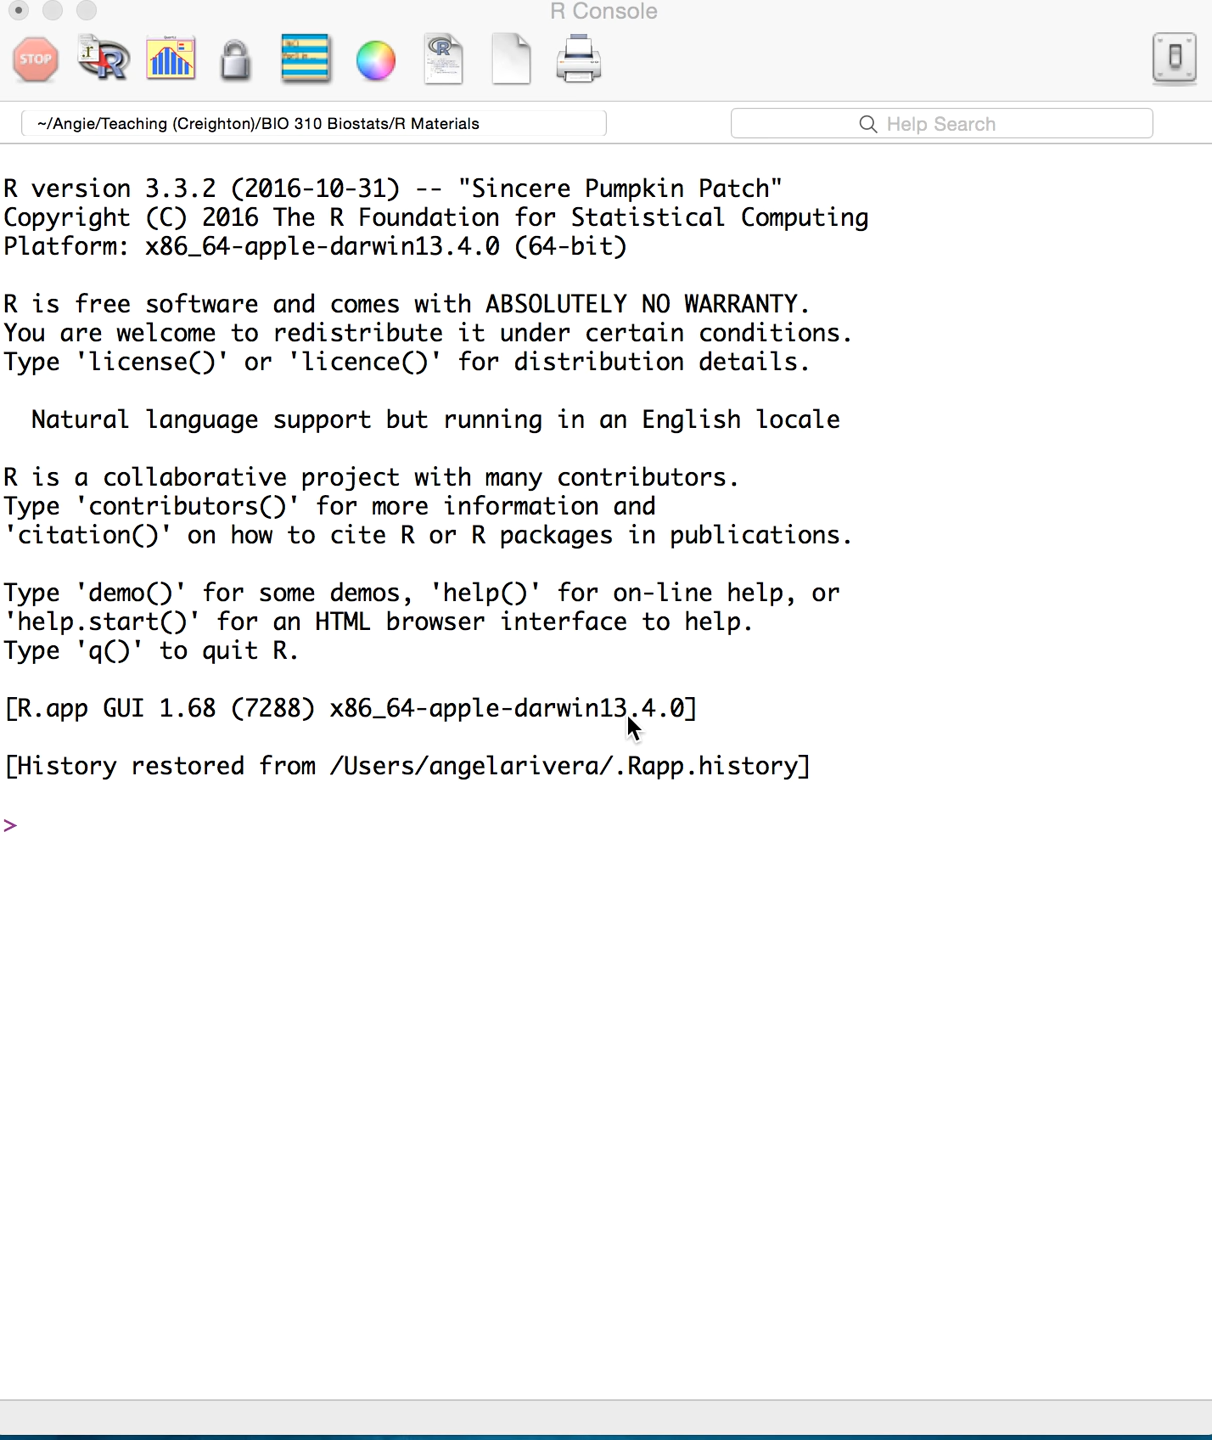 R Console
STOP
~/Angie/Teaching (Creighton)/BIO 310 Biostats/R Materials
Help Search
R version 3.3.2 (2016-10-31) -- "Sincere Pumpkin Patch"
Copyright (C) 2016 The R Foundation for Statistical Computing
Platform: x86_64-apple-darwin13.4.0 (64-bit)
R is free software and comes with ABSOLUTELY NO WARRANTY.
You are welcome to redistribute it under certain conditions.
Type 'license()' or 'licence()' for distribution details.
Natural language support but running in an English locale
R is a collaborative project with many contributors.
Type 'contributors()' for more information and
'citation()' on how to cite R or R packages in publications.
Type 'demo()' for some demos, 'help()' for on-line help, or
'help.start()' for an HTML browser interface to help.
Type 'q()' to quit R.
[R.app GUI 1.68 (7288) x86_64-apple-darwin13.4.0]
[History restored from /Users/angelarivera/.Rapp.history]
>